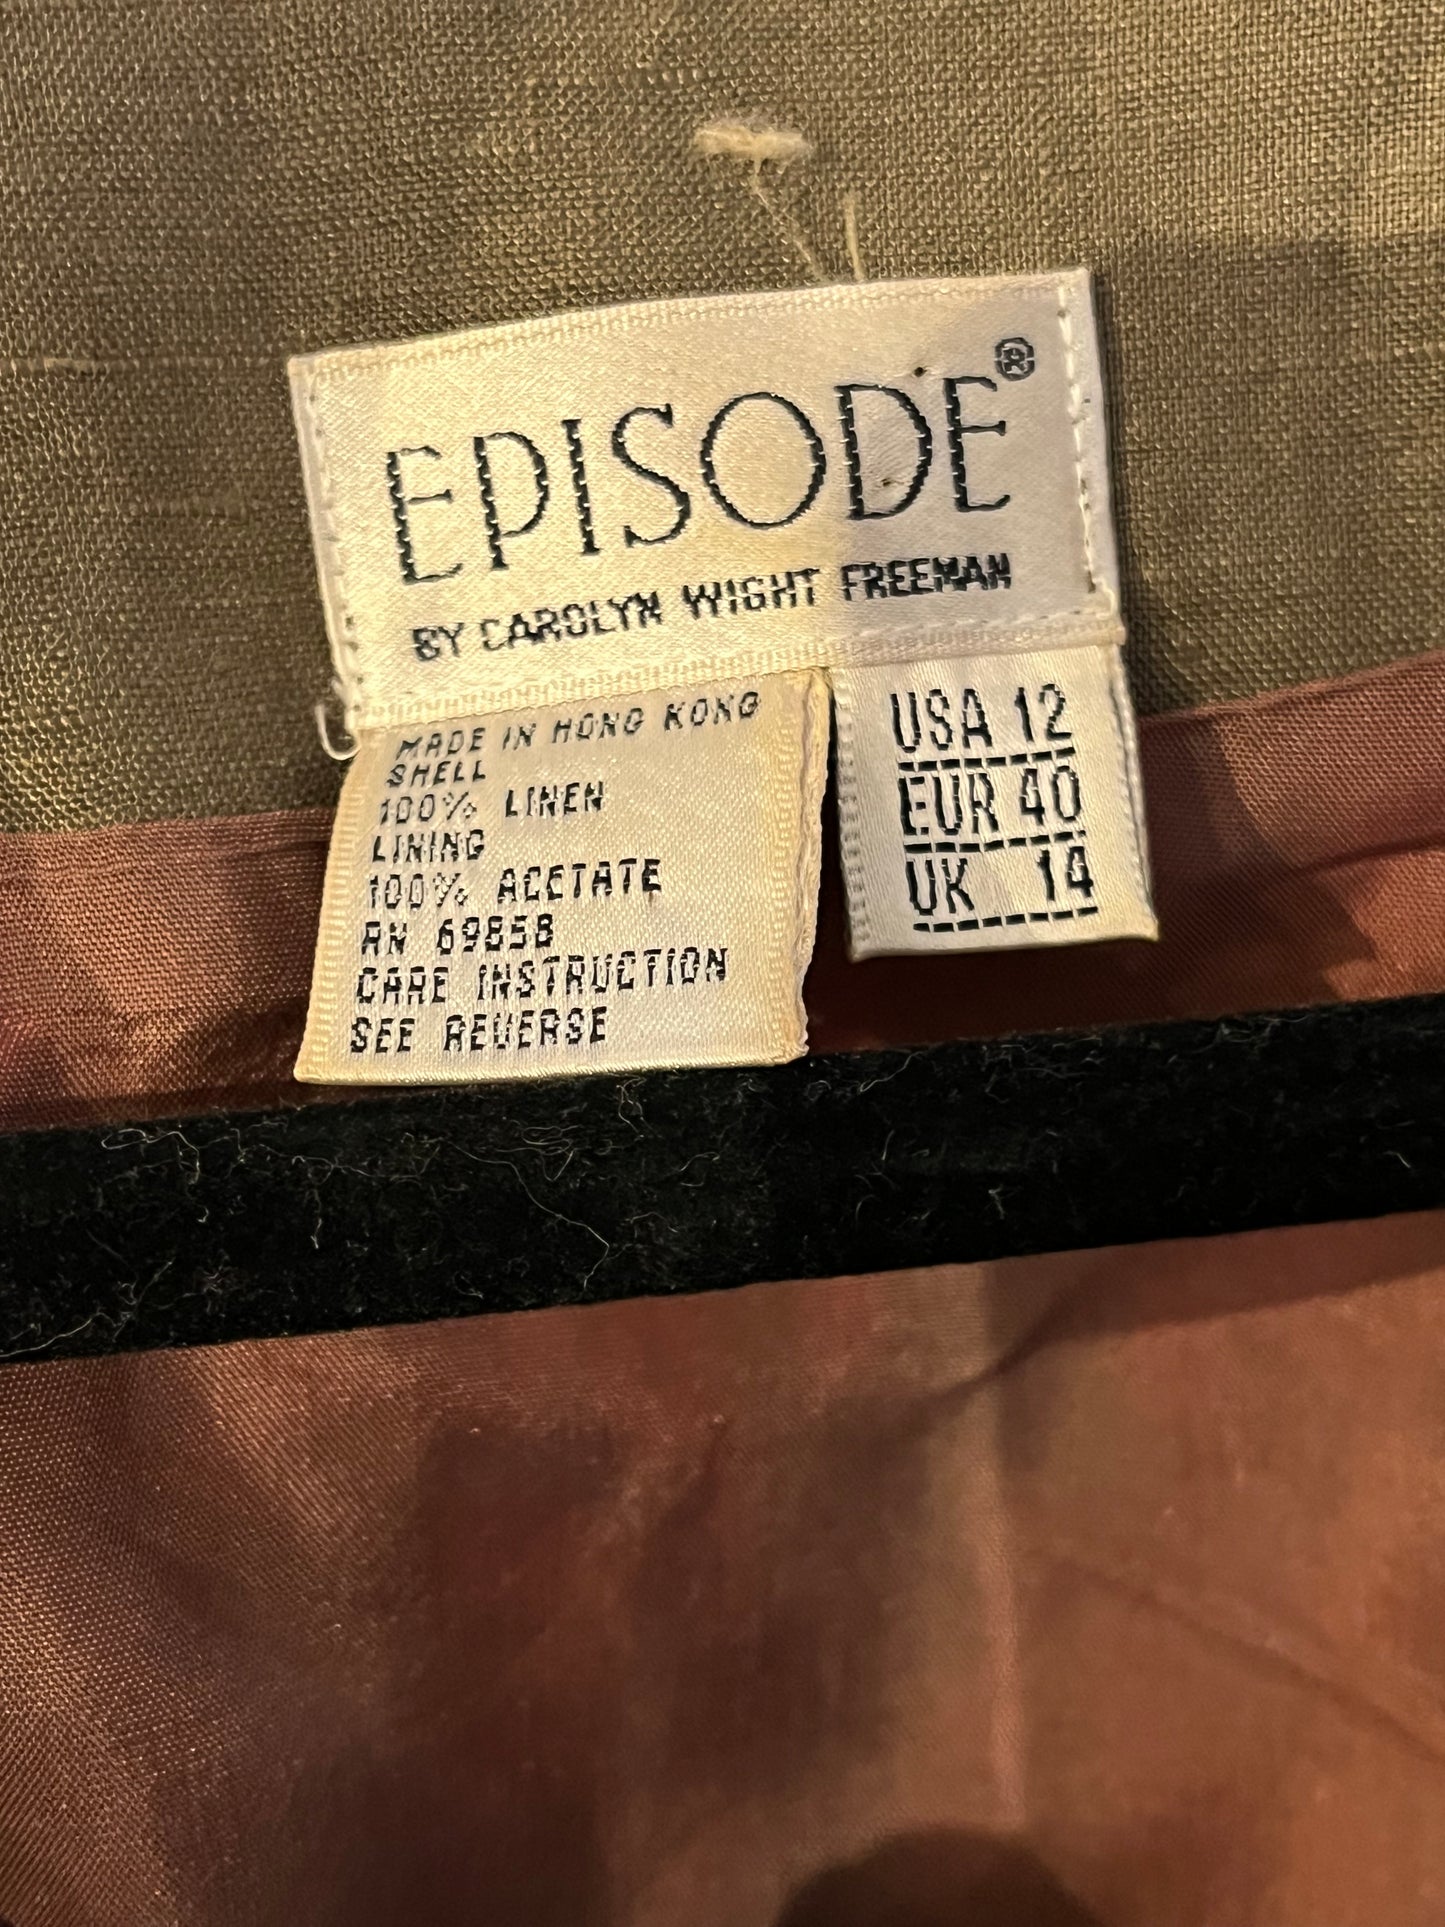 EPISODE®
BY CAROLYN WIGHT FREEMAN
MADE IN HONG KONG
SHELL
100% LINEN
LINING
100% ACETATE
RN 69858
CARE INSTRUCTION
SEE REVERSE
USA 12
EUR 40
UK 14